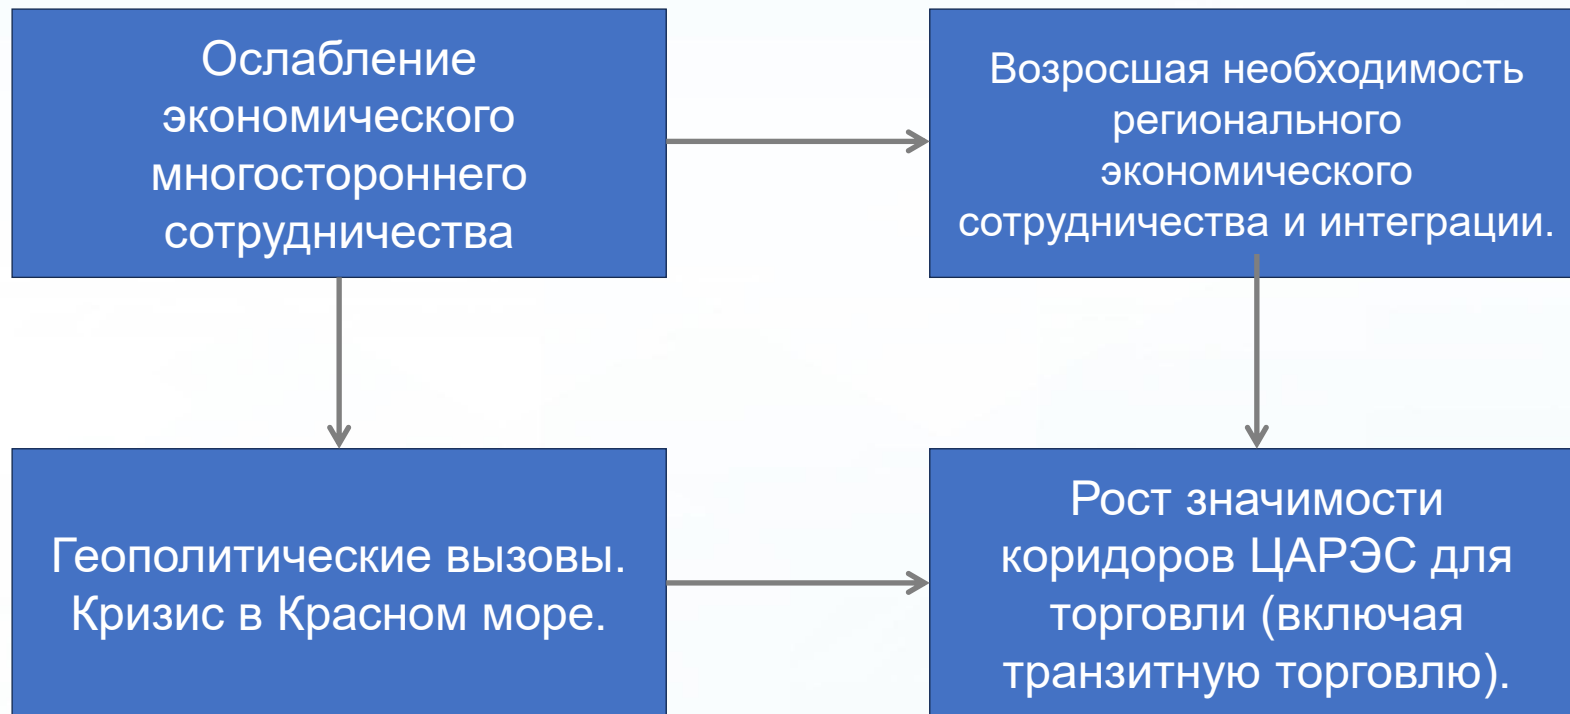 Ослабление
экономического
многостороннего
сотрудничества
Возросшая необходимость
регионального
экономического
сотрудничества и интеграции.
Геополитические вызовы.
Кризис в Красном море.
Рост значимости
коридоров ЦАРЭС для
торговли (включая
транзитную торговлю).